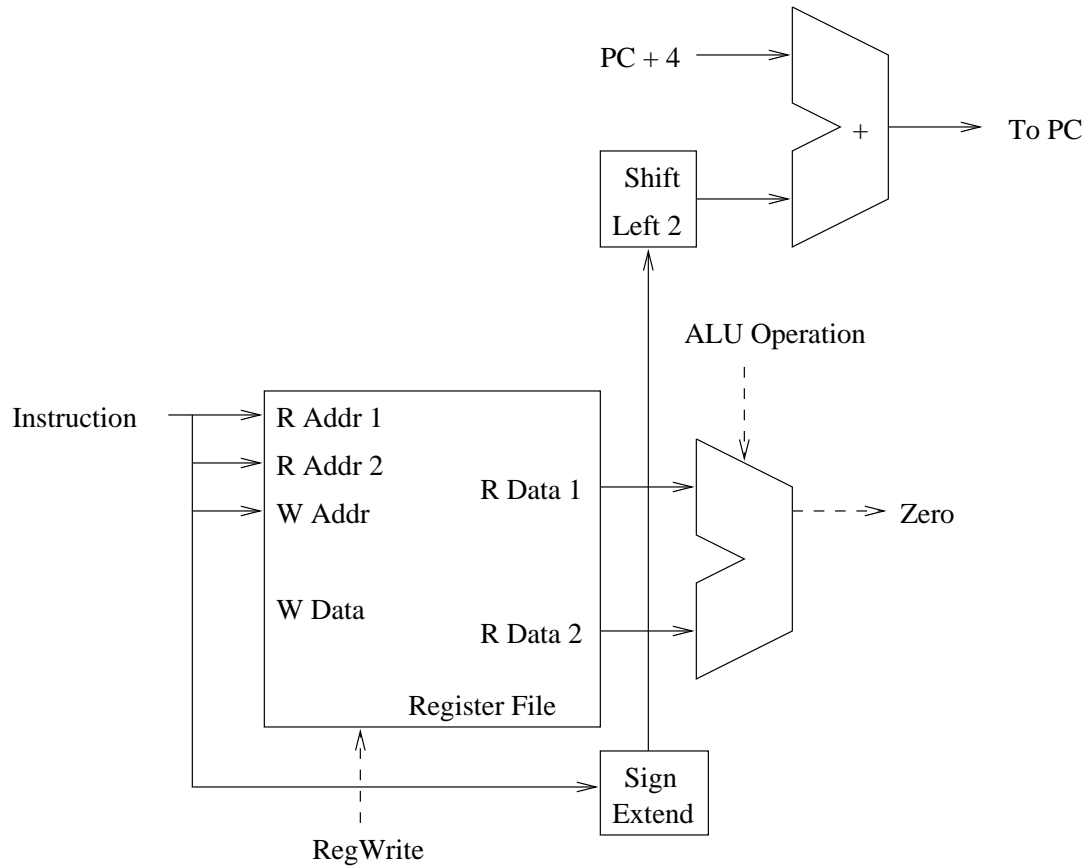 PC + 4
+
To PC
Shift
Left 2
ALU Operation
Instruction
R Addr 1
R Addr 2
R Data 1
W Addr
Zero
W Data
R Data 2
Register File
Sign
Extend
RegWrite